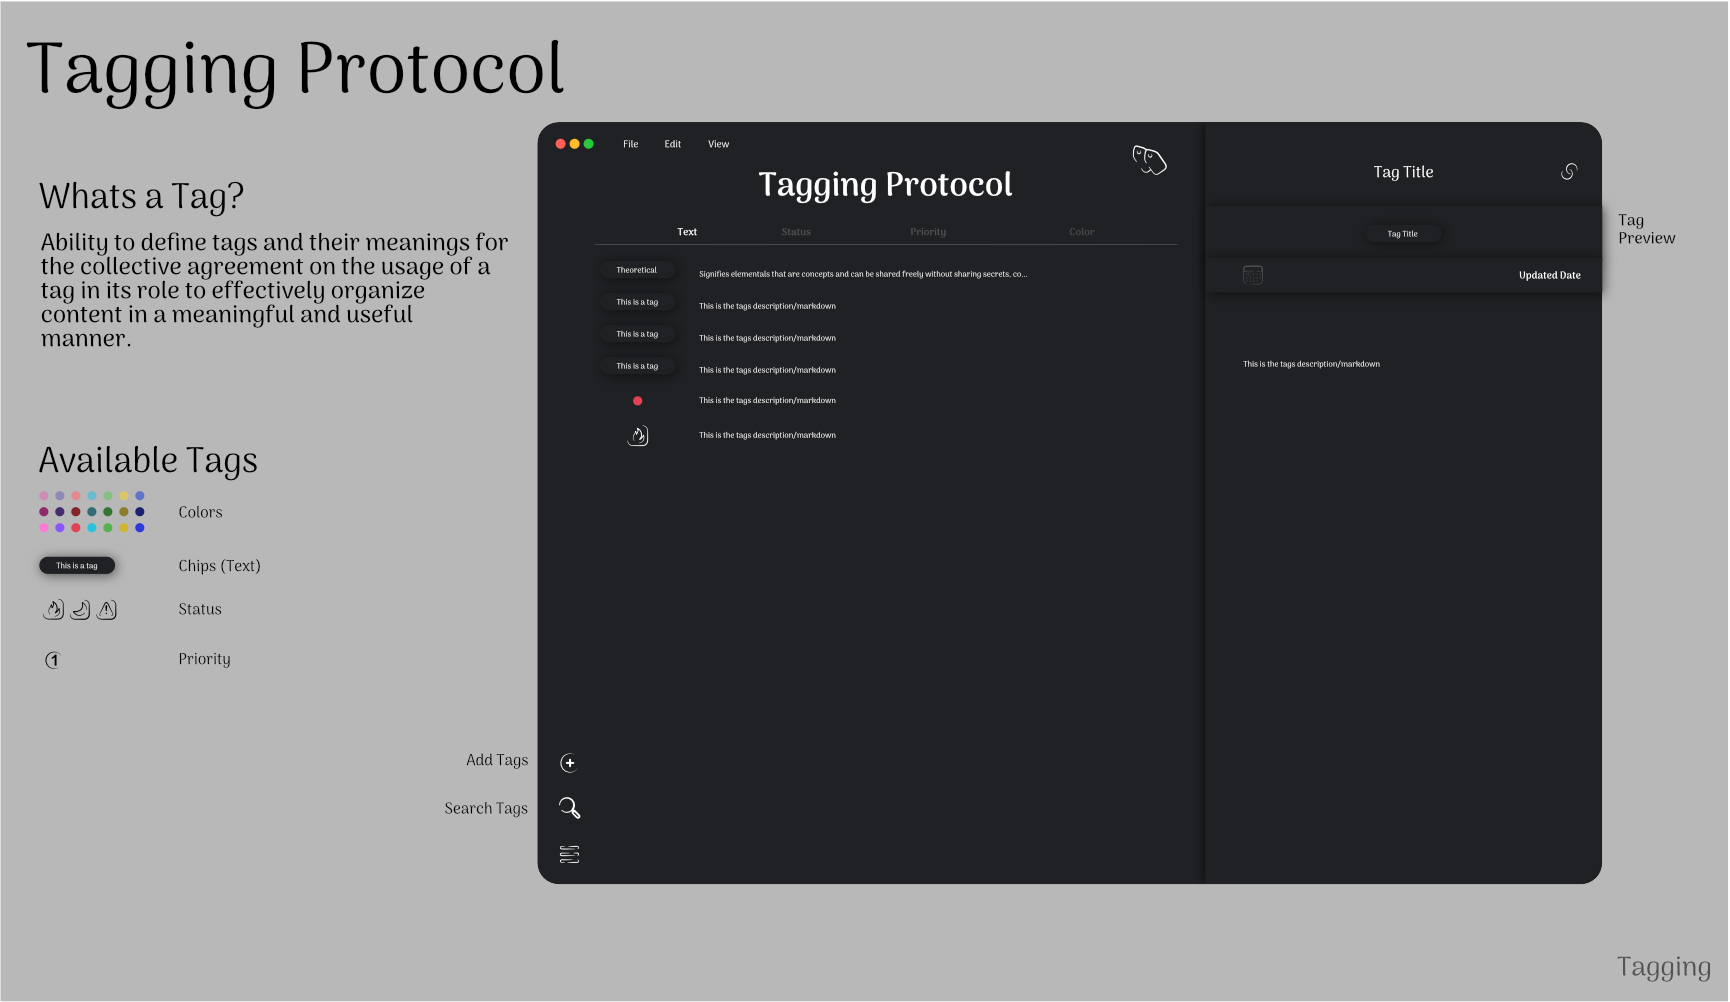 Tagging Protocol
Whats a Tag?
Ability to define tags and their meanings for
the collective agreement on the usage of a
tag in its role to effectively organize
content in a meaningful and useful
manner.
Available Tags
Colors
This is a tag
Chips (Text)
Status
1
Priority
Add Tags
Search Tags
File Edit View
Tagging Protocol
Text Status Priority Color
Theoretical
Signifies elementals that are concepts and can be shared freely without sharing secrets, co...
This is a tag
This is the tags description/markdown
This is a tag
This is the tags description/markdown
This is a tag
This is the tags description/markdown
This is the tags description/markdown
This is the tags description/markdown
Tag Title
Tag Title
Updated Date
This is the tags description/markdown
Tag
Preview
Tagging